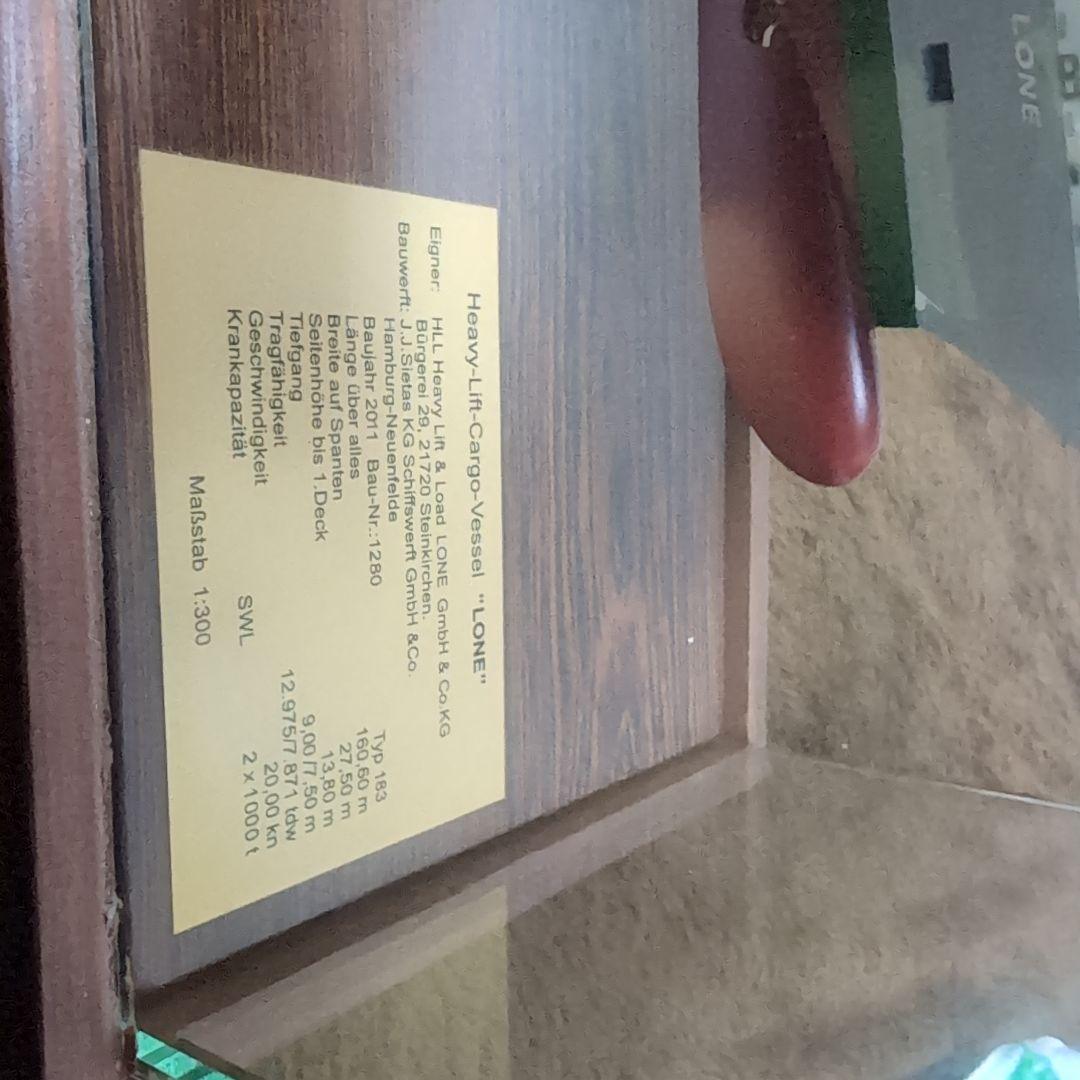 LONE
Heavy-Lift-Cargo-Vessel "LONE"
Eigner: HLL Heavy Lift & Load LONE GmbH & Co.KG
Bürgerei 29, 21720 Steinkirchen.
Bauwerft: J.J.Sietas KG Schiffswerft GmbH &Co.
Hamburg-Neuenfelde
Baujahr 2011 Bau-Nr.:1280 Typ 183
Länge über alles 160,60 m
Breite auf Spanten 27,50 m
Seitenhöhe bis 1.Deck 13,80 m
Tiefgang 9,00 /7,50 m
Tragfähigkeit 12.975/7.871 tdw
Geschwindigkeit 20,00 kn
Krankapazität SWL 2 x 1000 t
Maßstab 1:300